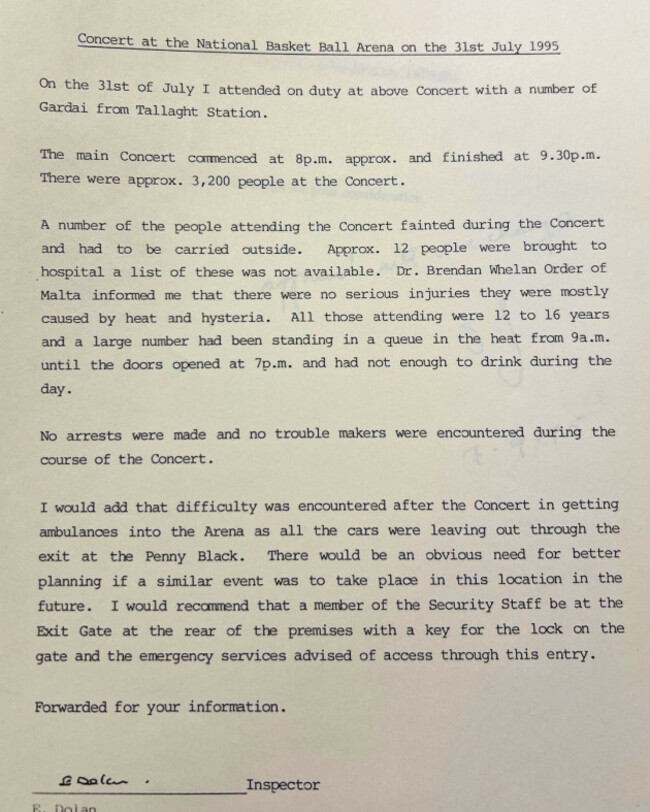 Concert at the National Basket Ball Arena on the 31st July 1995
On the 31st of July I attended on duty at above Concert with a number of
Gardai from Tallaght Station.
The main Concert commenced at 8p.m. approx. and finished at 9.30p.m.
There were approx. 3,200 people at the Concert.
A number of the people attending the Concert fainted during the Concert
and had to be carried outside. Approx. 12 people were brought to
hospital a list of these was not available. Dr. Brendan Whelan Order of
Malta informed me that there were no serious injuries they were mostly
caused by heat and hysteria. All those attending were 12 to 16 years
and a large number had been standing in a queue in the heat from 9a.m.
until the doors opened at 7p.m. and had not enough to drink during the
day.
No arrests were made and no trouble makers were encountered during the
course of the Concert.
I would add that difficulty was encountered after the Concert in getting
ambulances into the Arena as all the cars were leaving out through the
exit at the Penny Black. There would be an obvious need for better
planning if a similar event was to take place in this location in the
future. I would recommend that a member of the Security Staff be at the
Exit Gate at the rear of the premises with a key for the lock on the
gate and the emergency services advised of access through this entry.
Forwarded for your information.
E Dolan. Inspector
E. Dolan